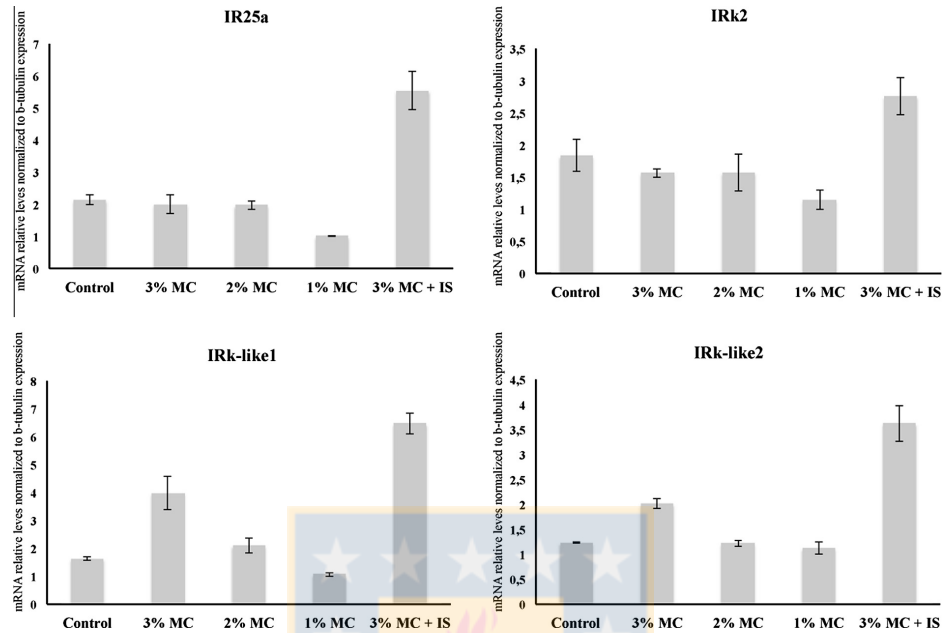 IR25a
mRNA relative leves normalized to b-tubulin expression
7
6
5
4
3
2
1
0
Control 3% MC 2% MC 1% MC 3% MC + IS
IRk2
mRNA relative leves normalized to b-tubulin expression
3,5
3
2,5
2
1,5
1
0,5
0
Control 3% MC 2% MC 1% MC 3% MC + IS
IRk-like1
mRNA relative leves normalized to b-tubulin expression
8
7
6
5
4
3
2
1
0
Control 3% MC 2% MC 1% MC 3% MC + IS
IRk-like2
mRNA relative leves normalized to b-tubulin expression
4,5
4
3,5
3
2,5
2
1,5
1
0,5
0
Control 3% MC 2% MC 1% MC 3% MC + IS